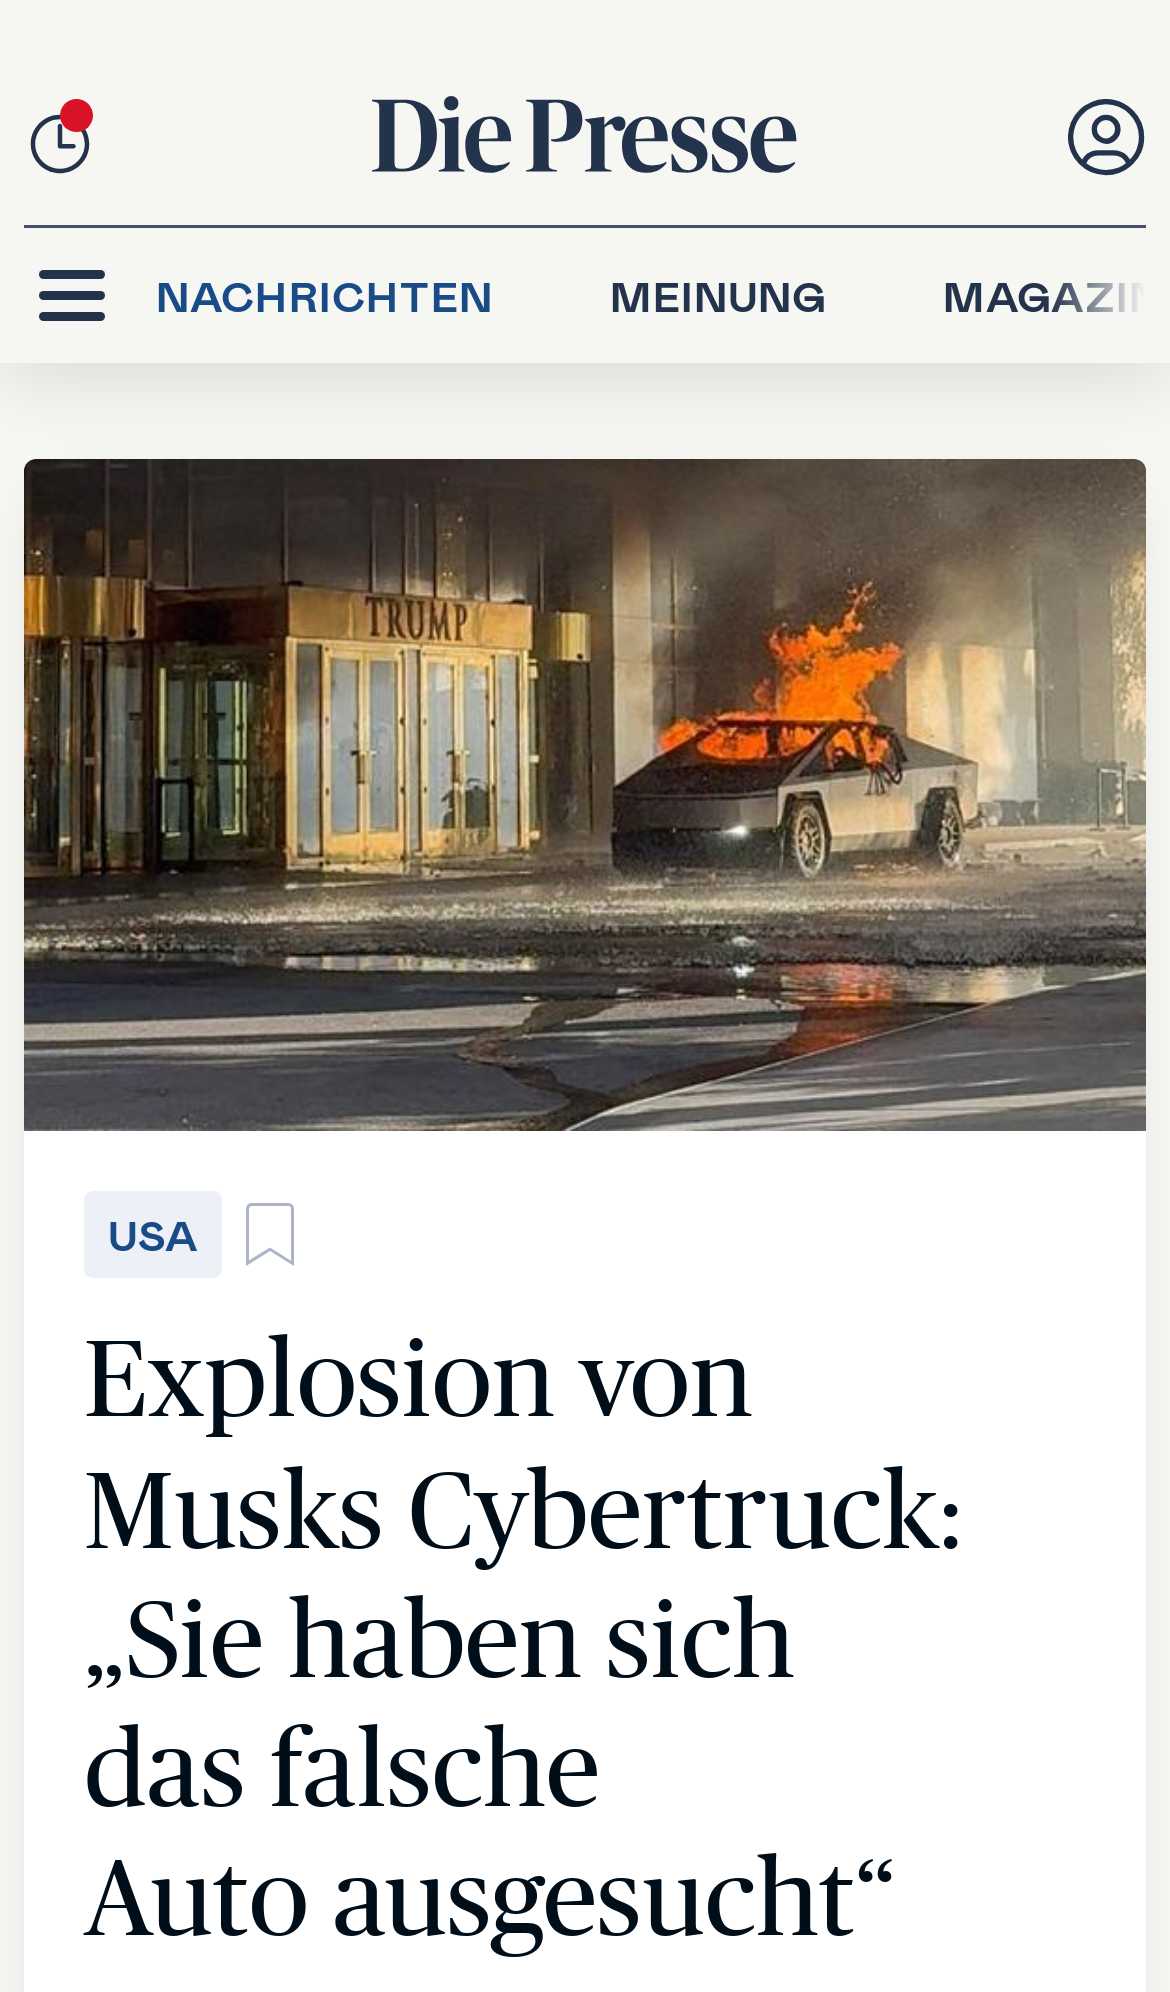 Die Presse
NACHRICHTEN MEINUNG
TRUMP
USA
Explosion von
Musks Cybertruck:
„Sie haben sich
das falsche
Auto ausgesucht“